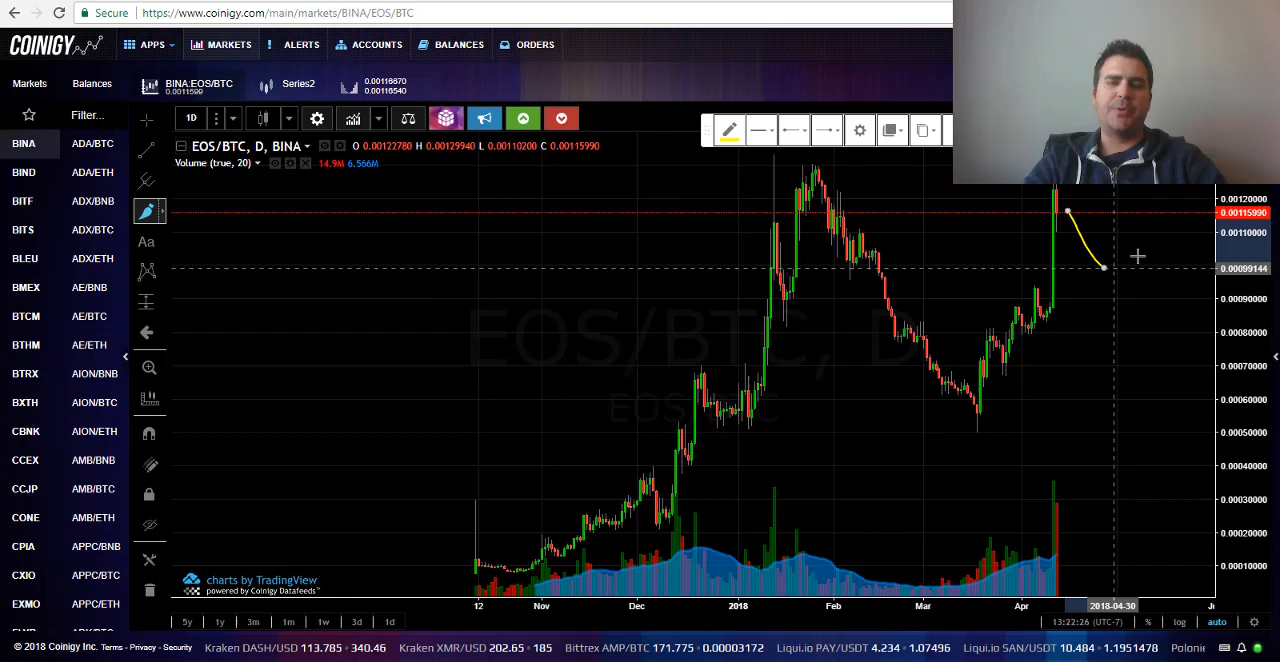 Secure https://www.coinigy.com/main/markets/BINA/EOS/BTC
COINIGY APPS MARKETS ALERTS ACCOUNTS BALANCES ORDERS
Markets Balances BINA:EOS/BTC 0.0011599 Series2 0.00116670 0.00116540
Filter... 1D
BINA ADA/BTC EOS/BTC, D, BINA O 0.00122780 H 0.00129940 L 0.00110200 C 0.00115990
Volume (true, 20) 14.9M 6.566M
BIND ADA/ETH
BITF ADX/BNB
BITS ADX/BTC
BLEU ADX/ETH
BMEX AE/BNB
BTCM AE/BTC
BTHM AE/ETH
BTRX AION/BNB
BXTH AION/BTC
CBNK AION/ETH
CCEX AMB/BNB
CCJP AMB/BTC
CONE AMB/ETH
CPIA APPC/BNB
CXIO APPC/BTC
EXMO APPC/ETH
Aa
EOS/BTC, D
EOS/BTC
0.00120000
0.00115990
0.00110000
0.00099144
0.00090000
0.00080000
0.00070000
0.00060000
0.00050000
0.00040000
0.00030000
0.00020000
0.00010000
charts by TradingView
powered by Coinigy Datafeeds™
12 Nov Dec 2018 Feb Mar Apr 2018-04-30
5y 1y 3m 1m 1w 3d 1d 13:22:26 (UTC-7) % log auto
© 2018 Coinigy Inc. Terms - Privacy - Security Kraken DASH/USD 113.785 • 340.46 Kraken XMR/USD 202.65 • 185 Bittrex AMP/BTC 171.775 • 0.00003172 Liqui.io PAY/USDT 4.234 • 1.07496 Liqui.io SAN/USDT 10.484 • 1.1951478 Polonie